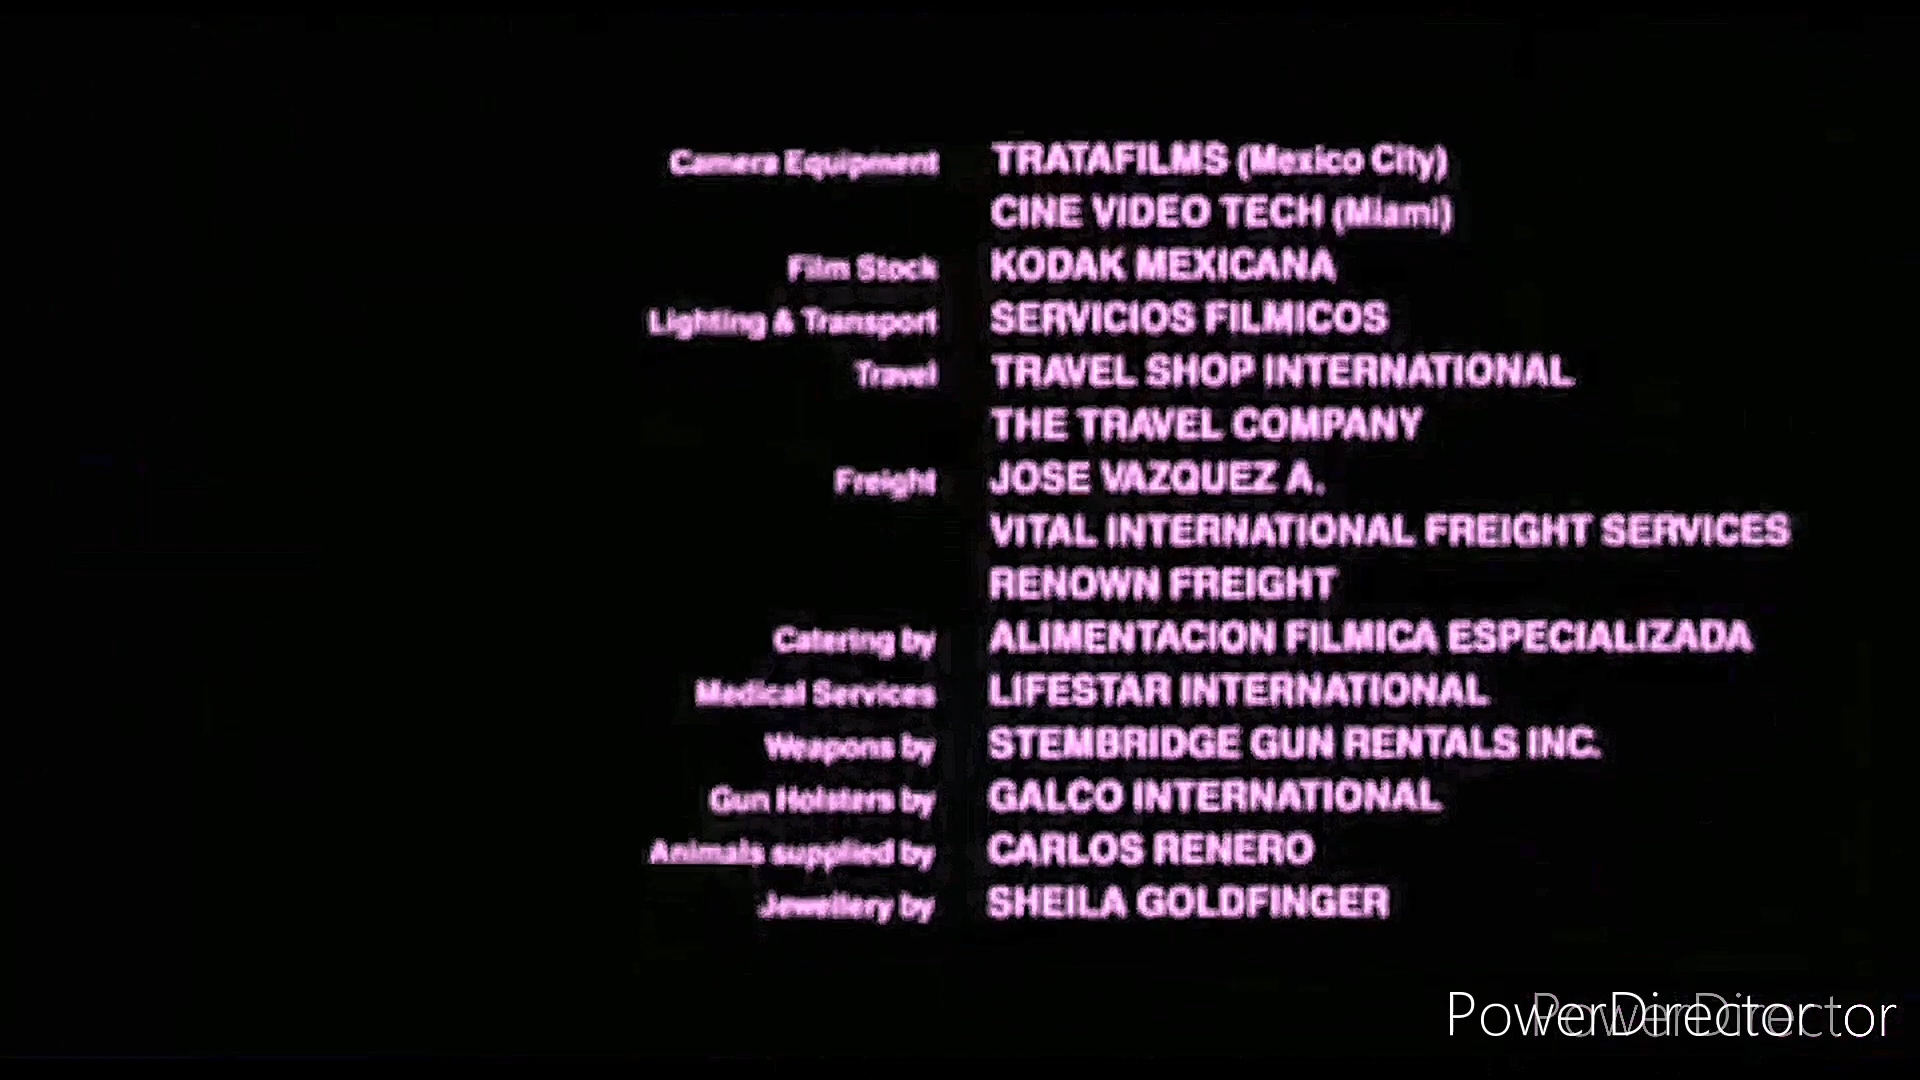 Camera Equipment TRATAFILMS (Mexico City)
CINE VIDEO TECH (Miami)
Film Stock KODAK MEXICANA
Lighting & Transport SERVICIOS FILMICOS
Travel TRAVEL SHOP INTERNATIONAL
THE TRAVEL COMPANY
Freight JOSE VAZQUEZ A.
VITAL INTERNATIONAL FREIGHT SERVICES
RENOWN FREIGHT
Catering by ALIMENTACION FILMICA ESPECIALIZADA
Medical Services LIFESTAR INTERNATIONAL
Weapons by STEMBRIDGE GUN RENTALS INC.
Gun Holsters by GALCO INTERNATIONAL
Animals supplied by CARLOS RENERO
Jewellery by SHEILA GOLDFINGER
PowerDirector PowerDirector